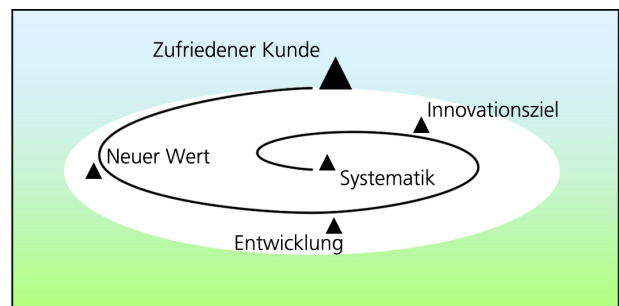 Zufriedener Kunde
Innovationsziel
Neuer Wert
Systematik
Entwicklung